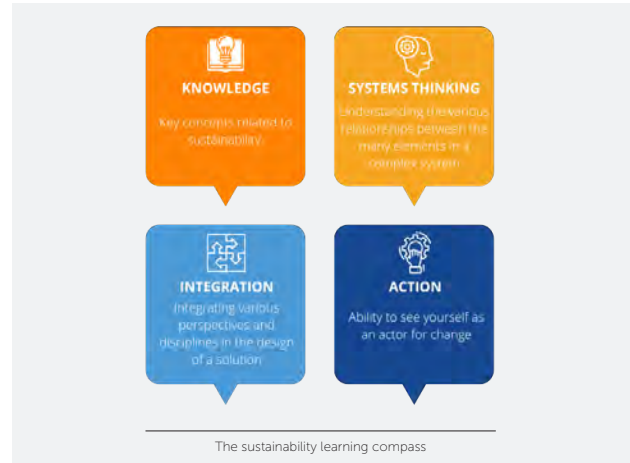 KNOWLEDGE
Key concepts related to
sustainability.
SYSTEMS THINKING
Understanding the various
relationships between the
many elements in a
complex system
INTEGRATION
Integrating various
perspectives and
disciplines in the design
of a solution
ACTION
Ability to see yourself as
an actor for change
The sustainability learning compass